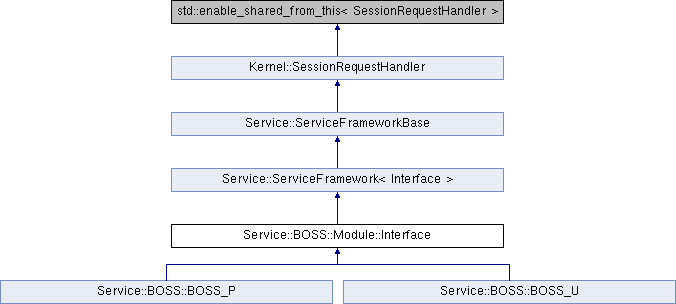 std::enable_shared_from_this< SessionRequestHandler >
Kernel::SessionRequestHandler
Service::ServiceFrameworkBase
Service::ServiceFramework< Interface >
Service::BOSS::Module::Interface
Service::BOSS::BOSS_P
Service::BOSS::BOSS_U